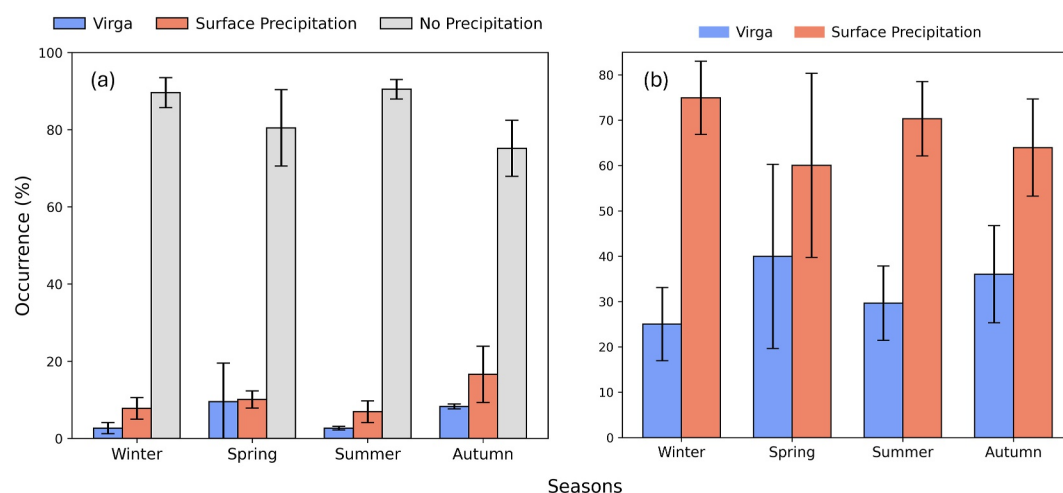 Virga Surface Precipitation No Precipitation
(a)
Occurrence (%)
100
80
60
40
20
0
Winter Spring Summer Autumn
Virga Surface Precipitation
(b)
80
70
60
50
40
30
20
10
0
Winter Spring Summer Autumn
Seasons